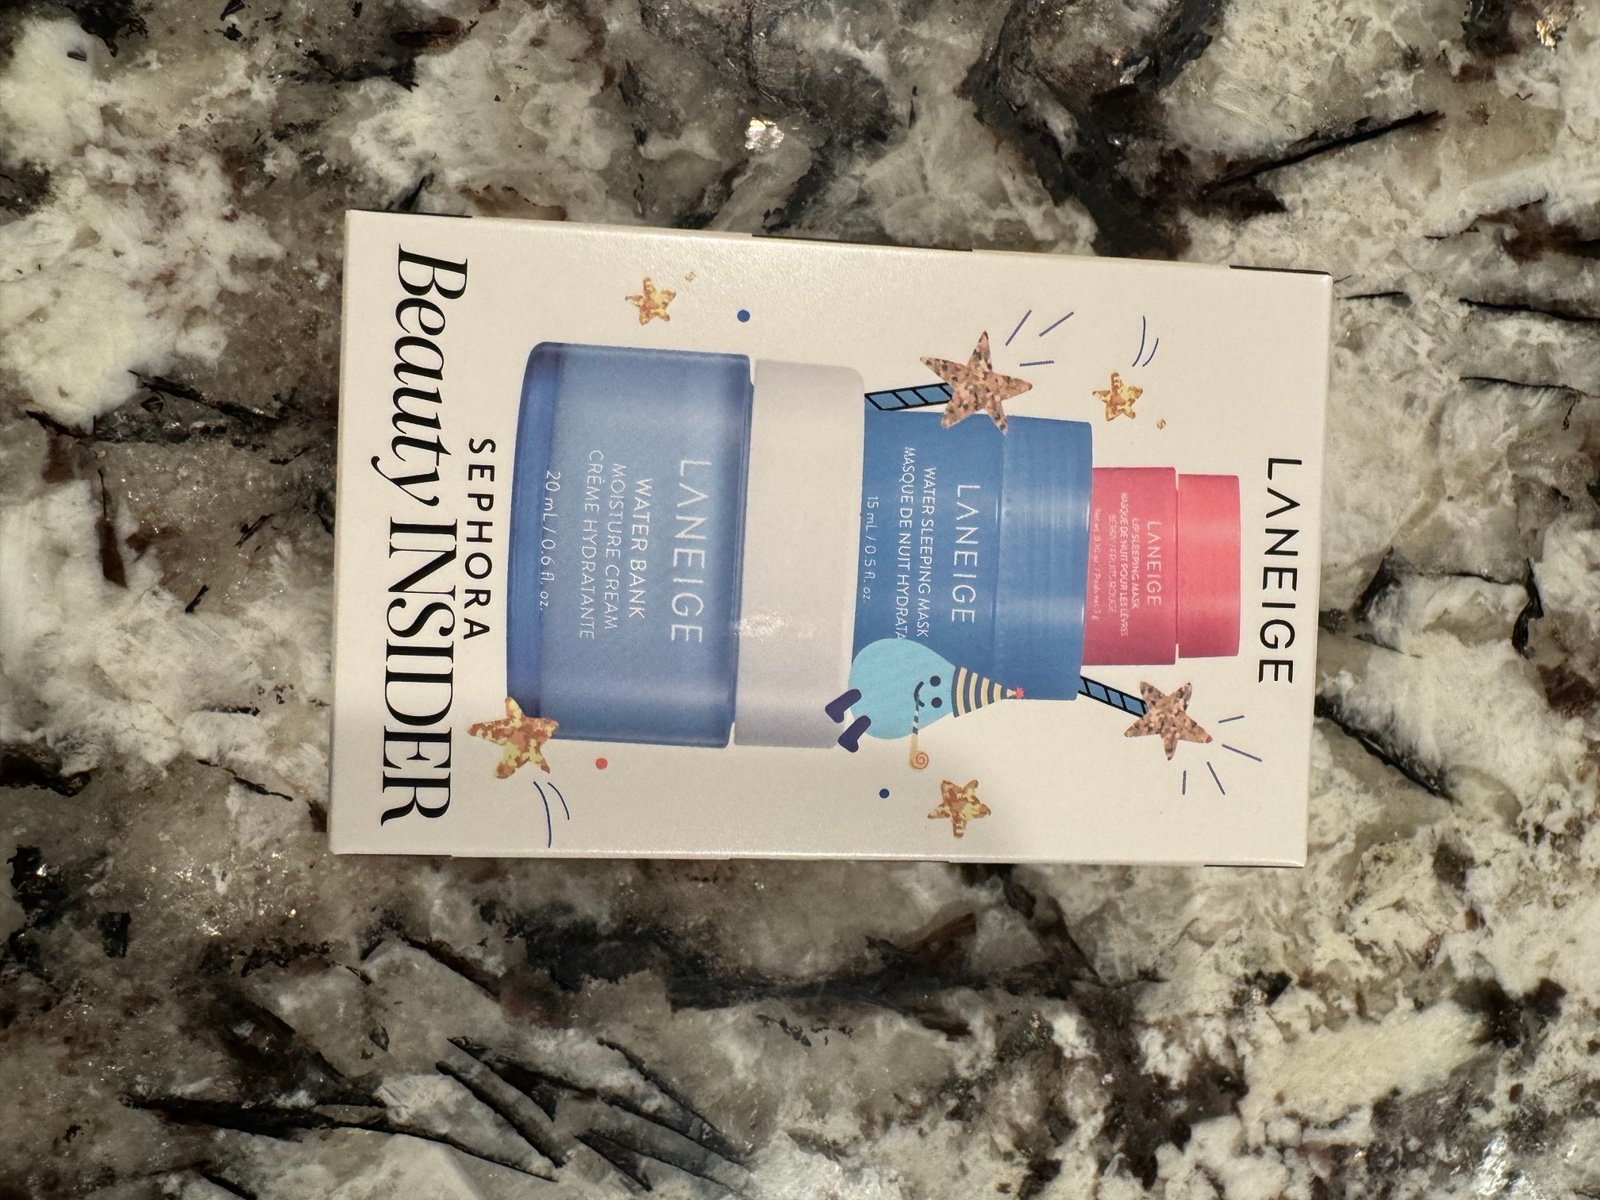 LANEIGE
LANEIGE
LIP SLEEPING MASK
MASQUE DE NUIT POUR LES LÈVRES
LANEIGE
WATER SLEEPING MASK
MASQUE DE NUIT HYDRATA
15 mL / 0.5 fl. oz.
LANEIGE
WATER BANK
MOISTURE CREAM
CRÈME HYDRATANTE
20 mL / 0.6 fl. oz.
SEPHORA
Beauty INSIDER